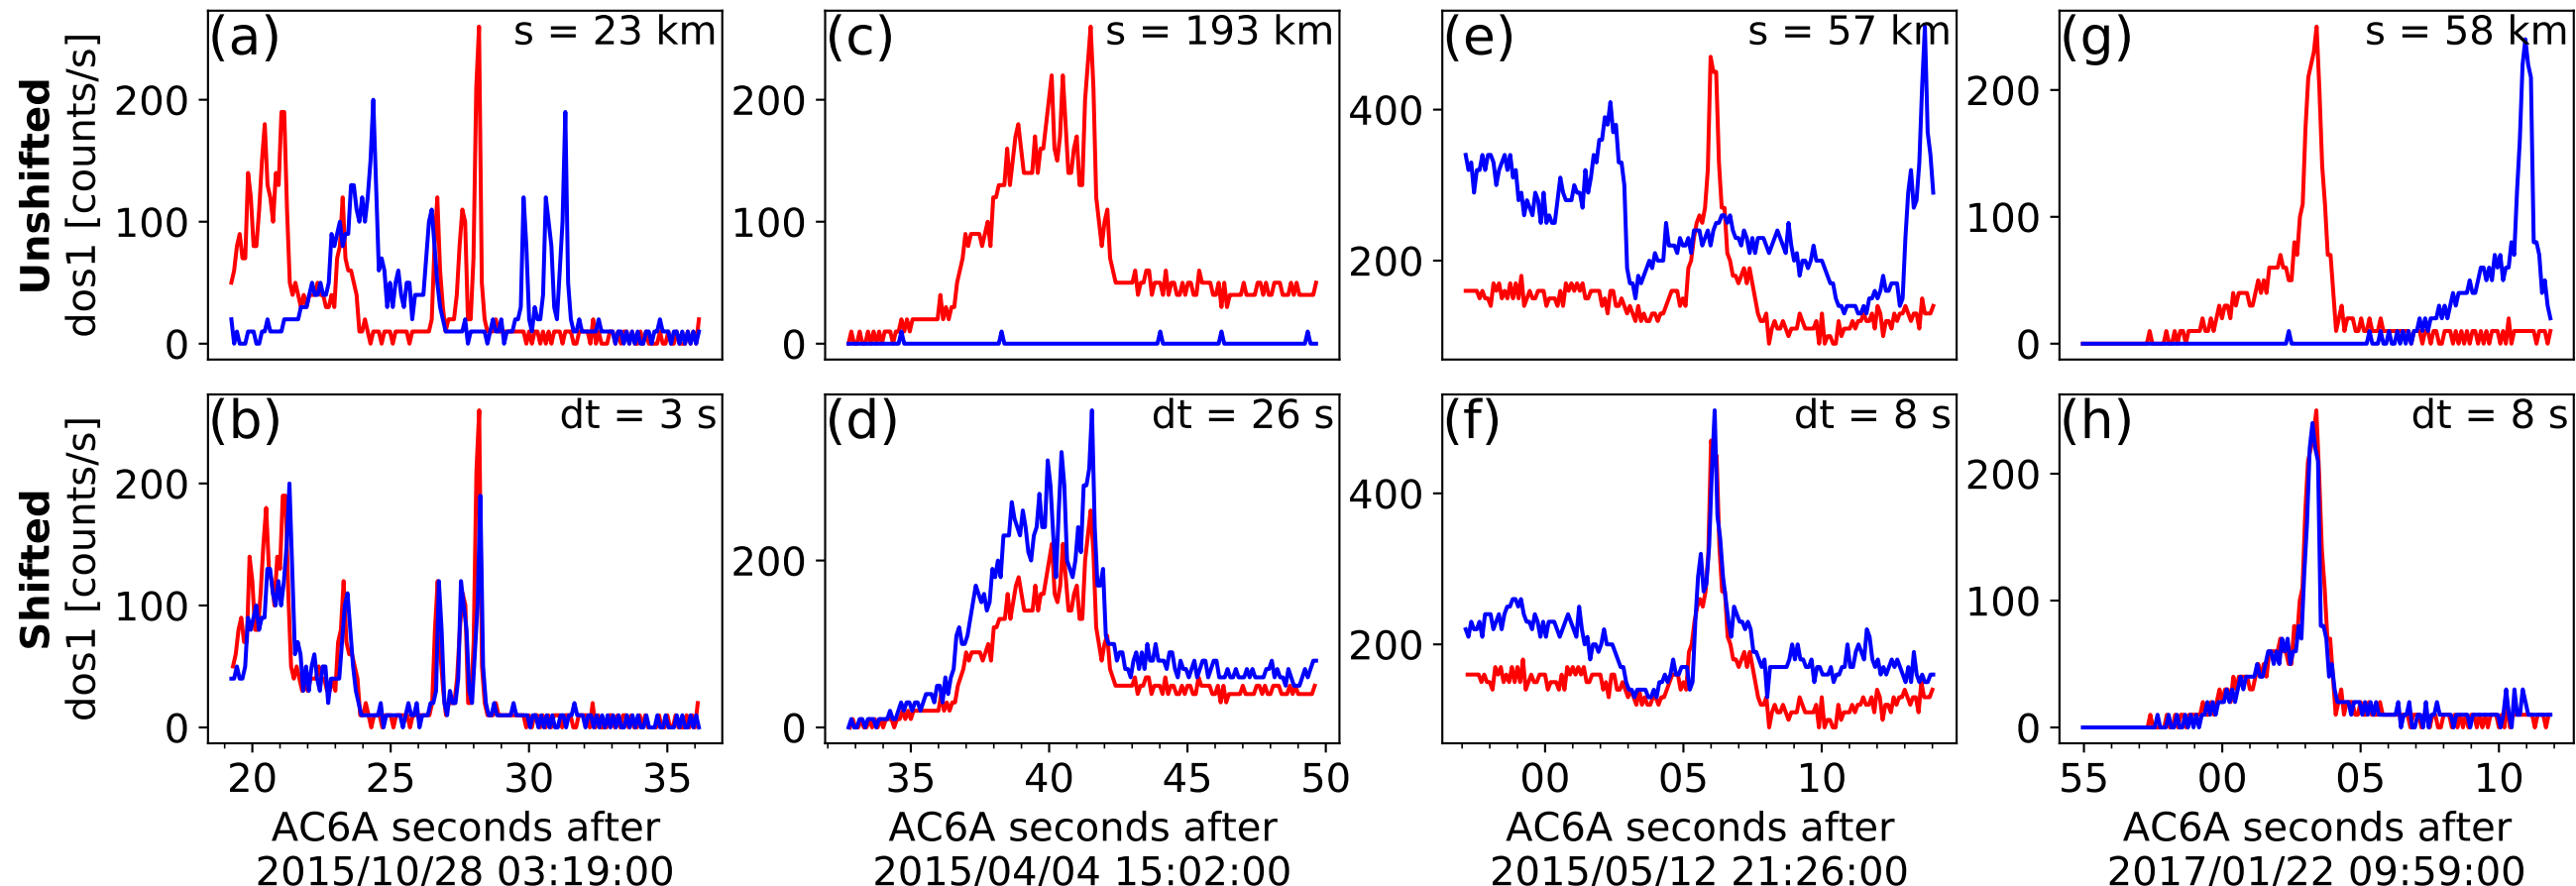 Unshifted
dos1 [counts/s]
(a)
s = 23 km
200
100
0
(c)
s = 193 km
200
100
0
(e)
s = 57 km
400
200
(g)
s = 58 km
200
100
0
Shifted
dos1 [counts/s]
(b)
dt = 3 s
200
100
0
20 25 30 35
AC6A seconds after
2015/10/28 03:19:00
(d)
dt = 26 s
200
0
35 40 45 50
AC6A seconds after
2015/04/04 15:02:00
(f)
dt = 8 s
400
200
00 05 10
AC6A seconds after
2015/05/12 21:26:00
(h)
dt = 8 s
200
100
0
55 00 05 10
AC6A seconds after
2017/01/22 09:59:00